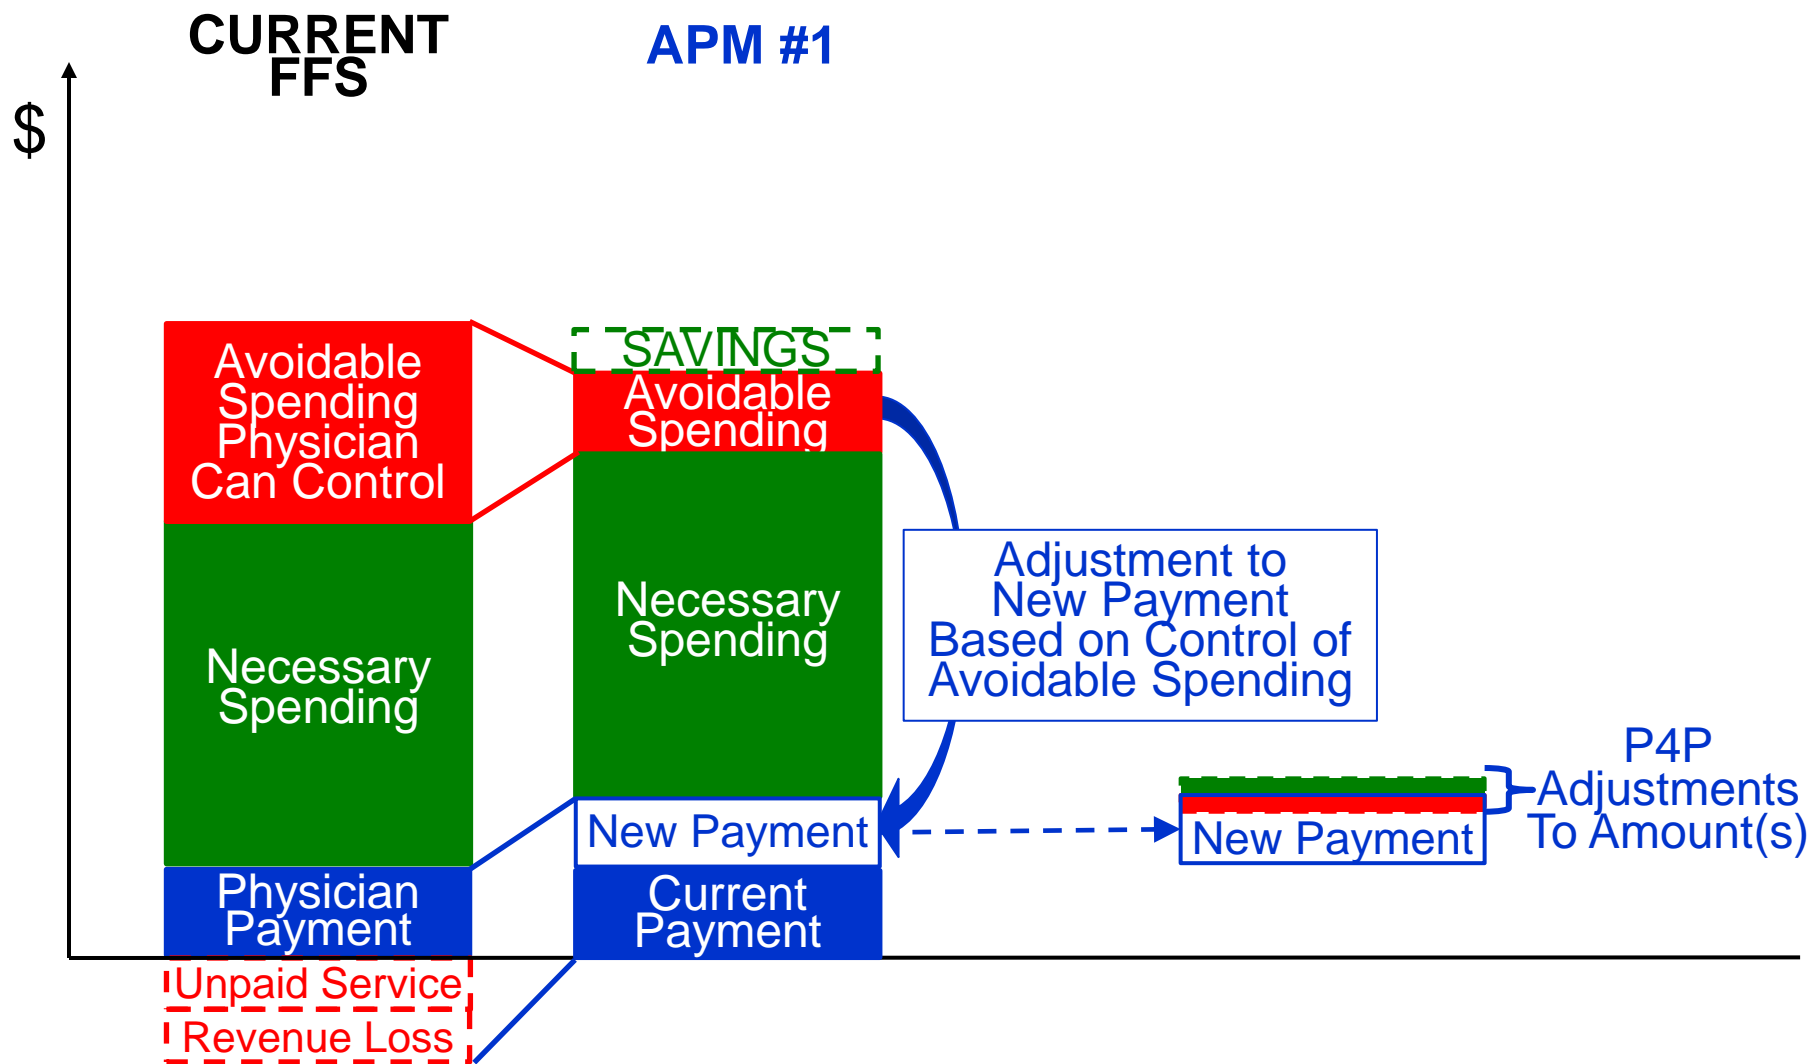 CURRENT
FFS
APM #1
$
Avoidable
Spending
Physician
Can Control
Necessary
Spending
Physician
Payment
Unpaid Service
Revenue Loss
SAVINGS
Avoidable
Spending
Necessary
Spending
New Payment
Current
Payment
Adjustment to
New Payment
Based on Control of
Avoidable Spending
New Payment
P4P
Adjustments
To Amount(s)